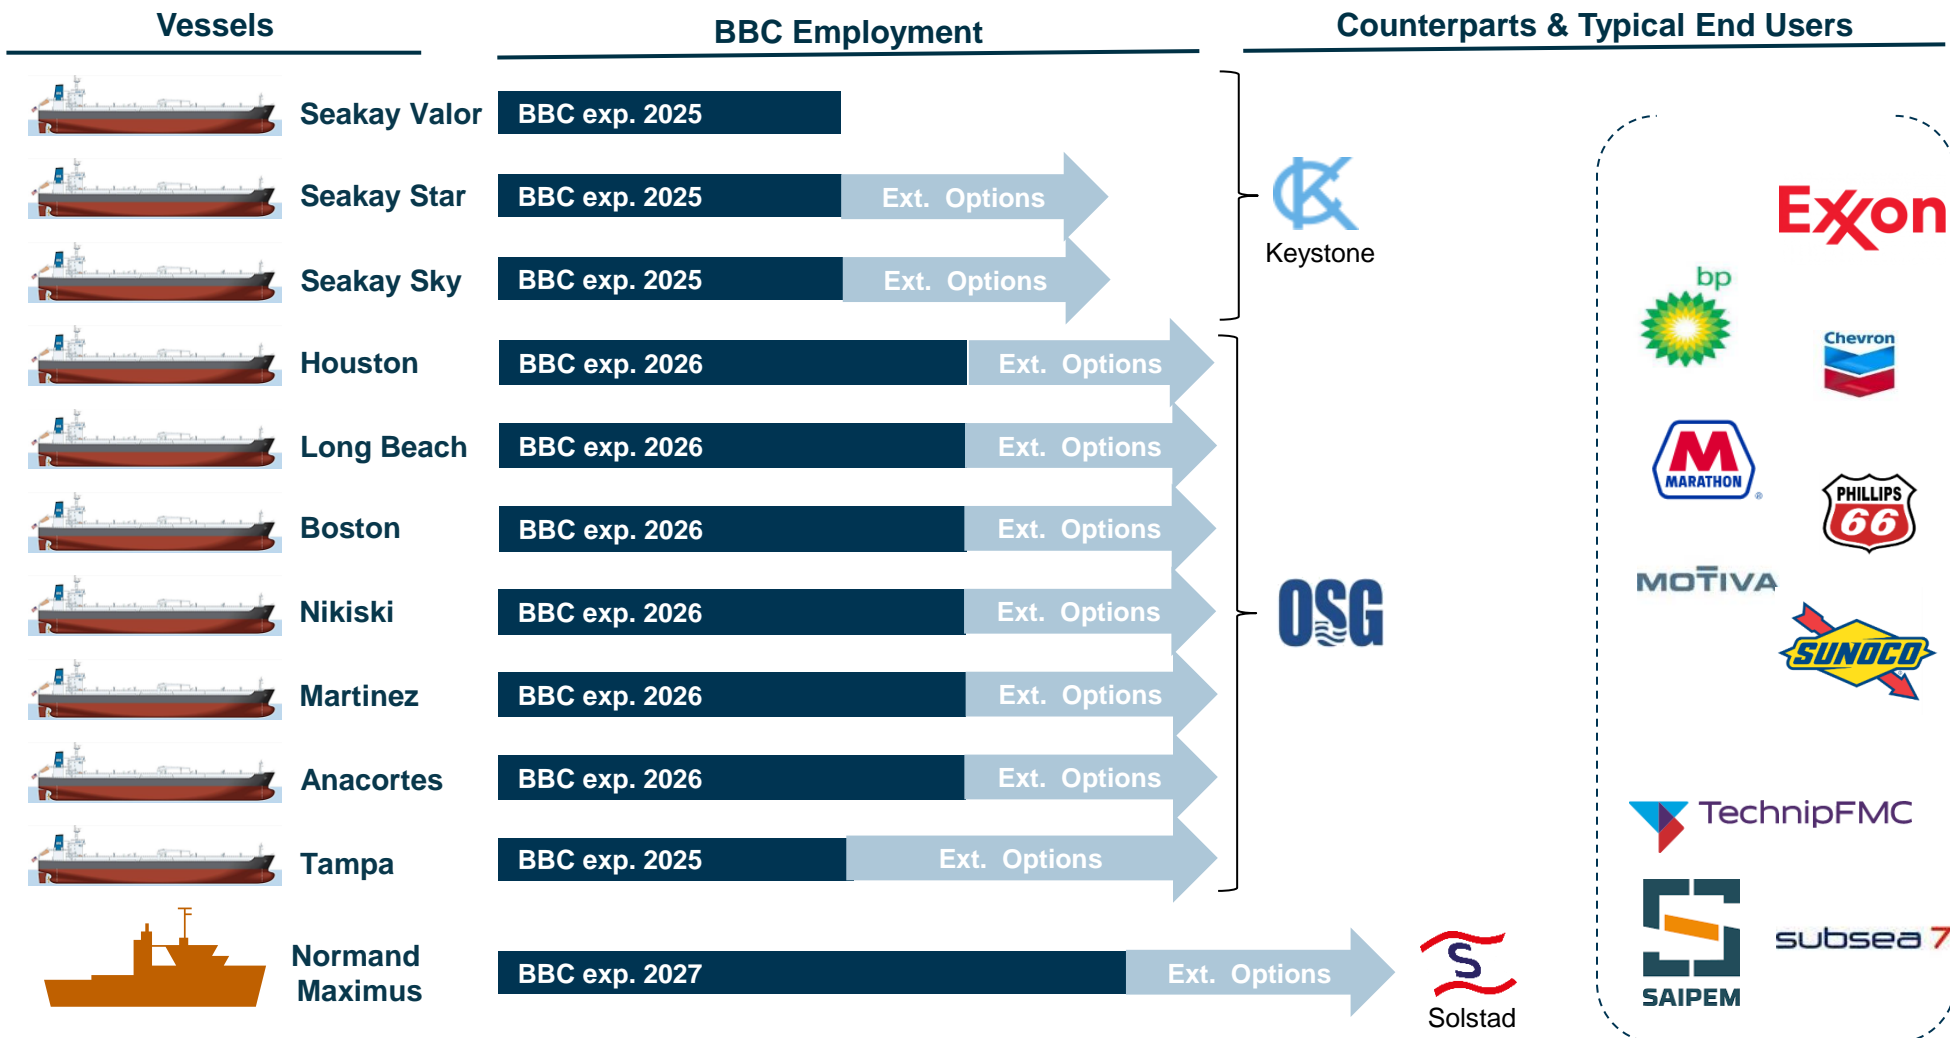 Vessels
BBC Employment
Counterparts & Typical End Users
Seakay Valor
BBC exp. 2025
Seakay Star
BBC exp. 2025
Ext. Options
Seakay Sky
BBC exp. 2025
Ext. Options
Keystone
Houston
BBC exp. 2026
Ext. Options
Long Beach
BBC exp. 2026
Ext. Options
Boston
BBC exp. 2026
Ext. Options
Nikiski
BBC exp. 2026
Ext. Options
Martinez
BBC exp. 2026
Ext. Options
Anacortes
BBC exp. 2026
Ext. Options
Tampa
BBC exp. 2025
Ext. Options
OSG
Normand
Maximus
BBC exp. 2027
Ext. Options
S
Solstad
Exxon
bp
Chevron
M
MARATHON
®
PHILLIPS
66
MOTIVA
SUNOCO
TechnipFMC
SAIPEM
subsea 7